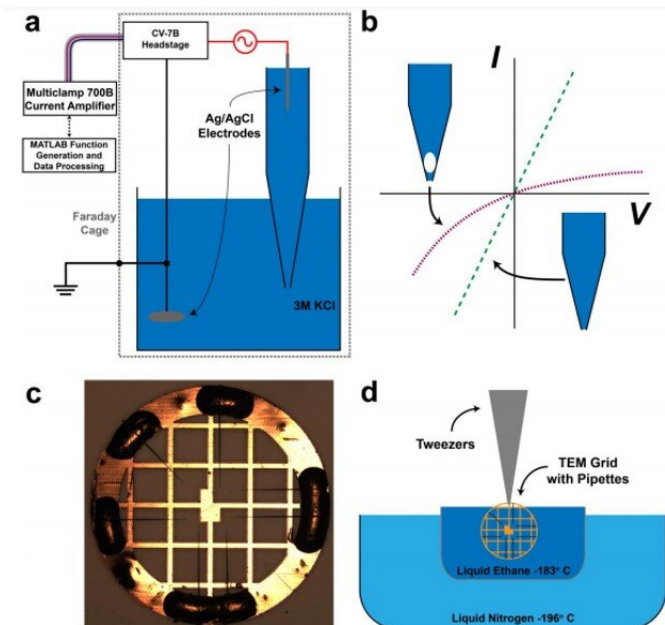 a
CV-7B
Headstage
Multiclamp 700B
Current Amplifier
MATLAB Function
Generation and
Data Processing
Ag/AgCl
Electrodes
Faraday
Cage
3M KCl
b
I
V
c
d
Tweezers
TEM Grid
with Pipettes
Liquid Ethane -183° C
Liquid Nitrogen -196° C